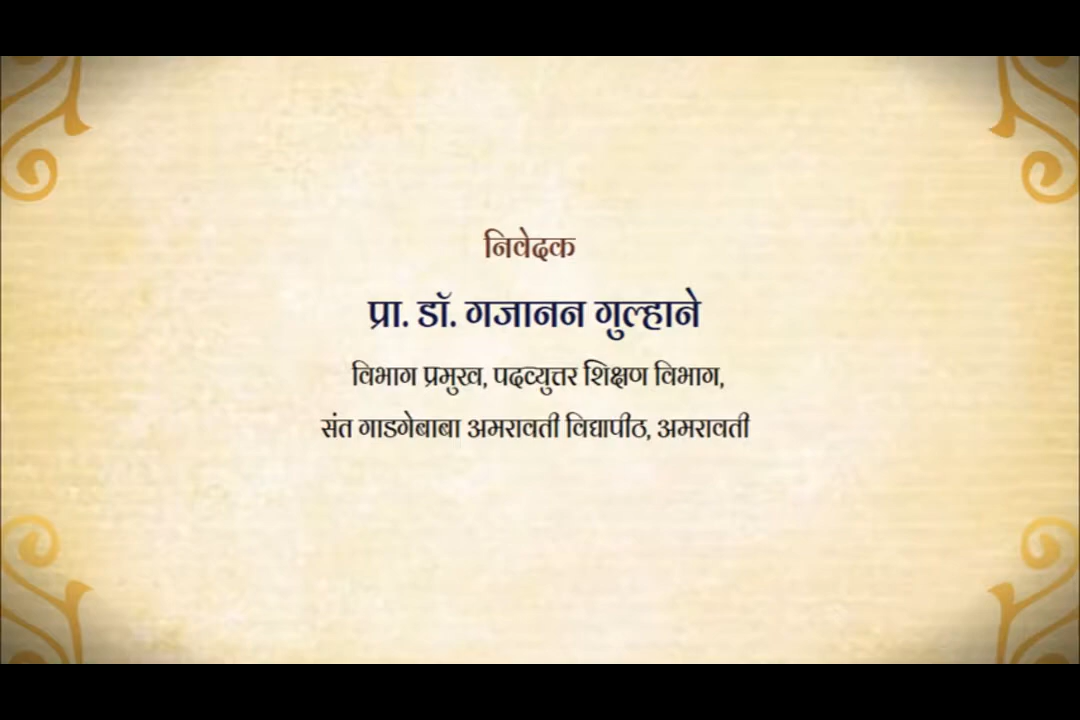 निवेदक
प्रा. डॉ. गजानन गुल्हाने
विभाग प्रमुख, पदव्युत्तर शिक्षण विभाग,
संत गाडगेबाबा अमरावती विद्यापीठ, अमरावती